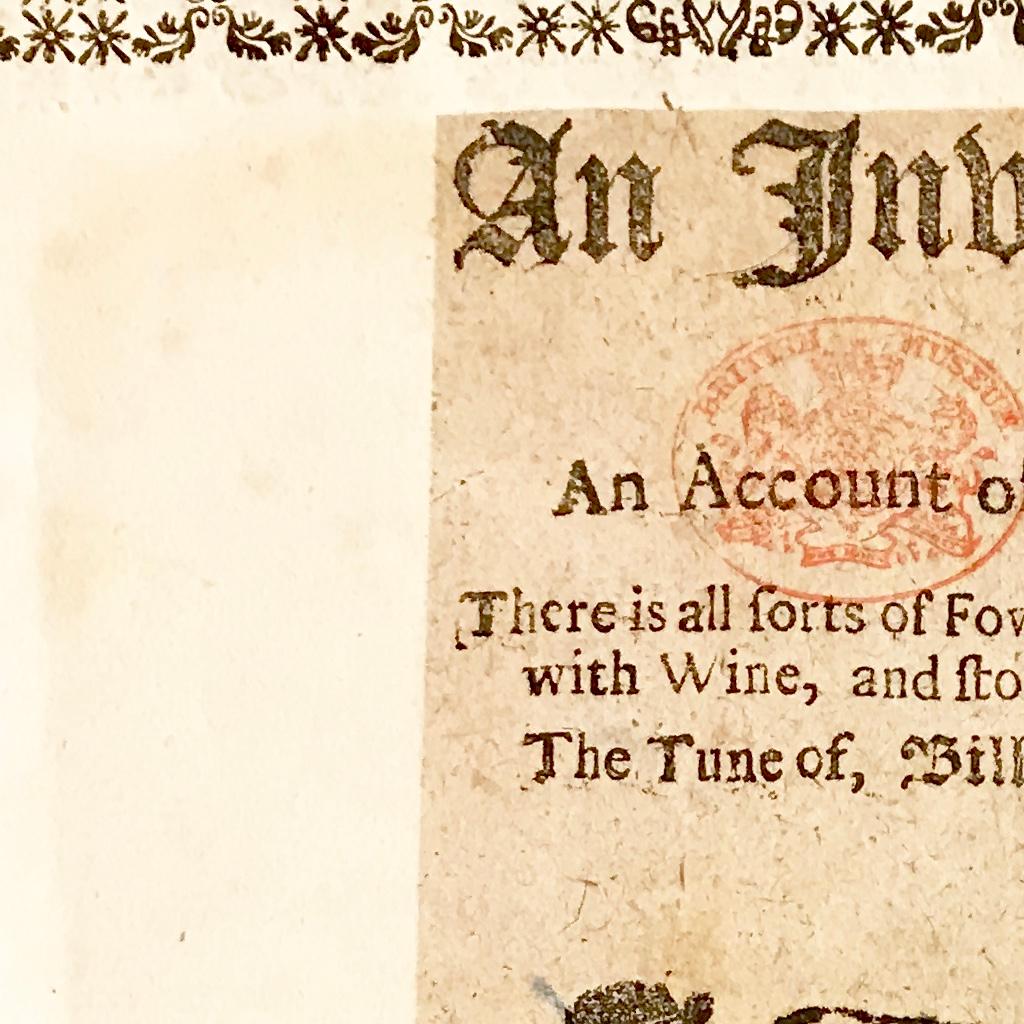 An Inv
BRITISH MUSEUM
An Account of
There is all ſorts of Fow
with Wine, and ſto
The Tune of, Bill